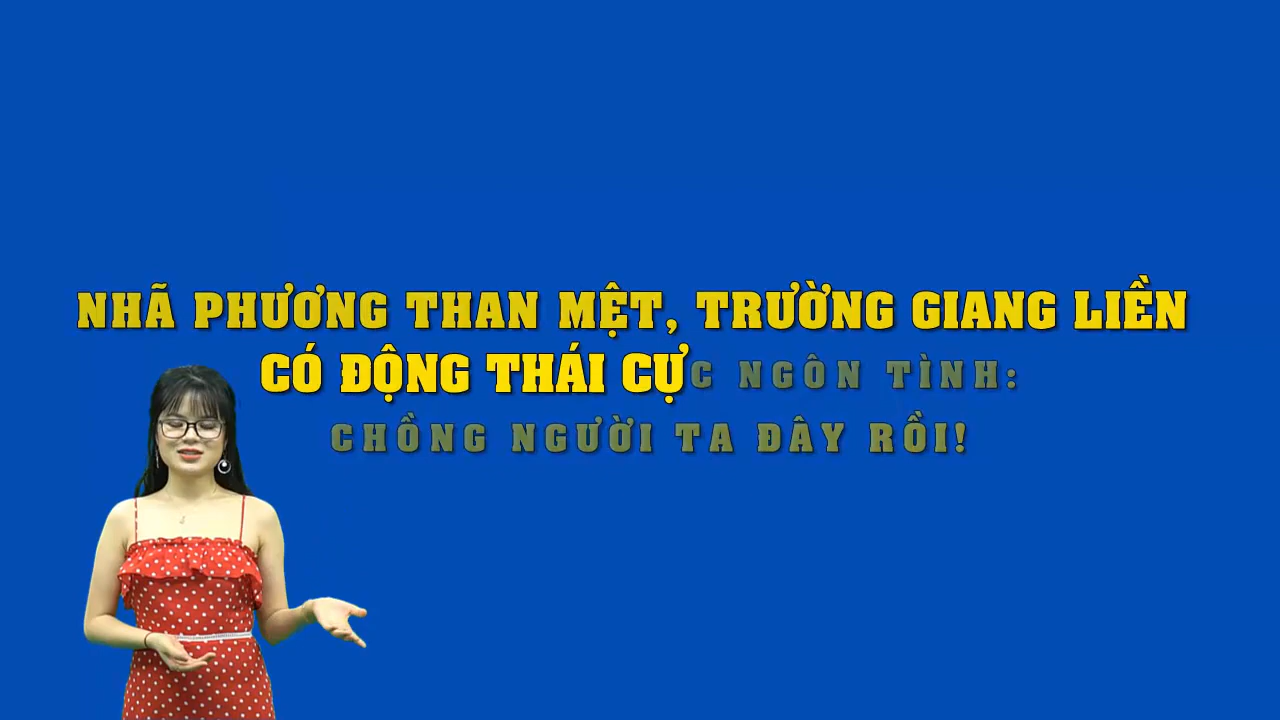 NHÃ PHƯƠNG THAN MỆT, TRƯỜNG GIANG LIỀN
CÓ ĐỘNG THÁI CỰC NGÔN TÌNH:
CHỒNG NGƯỜI TA ĐÂY RỒI!